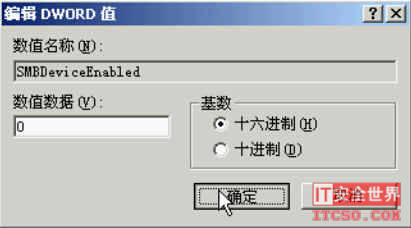 编辑 DWORD 值
数值名称(N):
SMBDeviceEnabled
数值数据(V):
0
基数
十六进制(H)
十进制(D)
确定
IT安全世界
ITCSO.COM